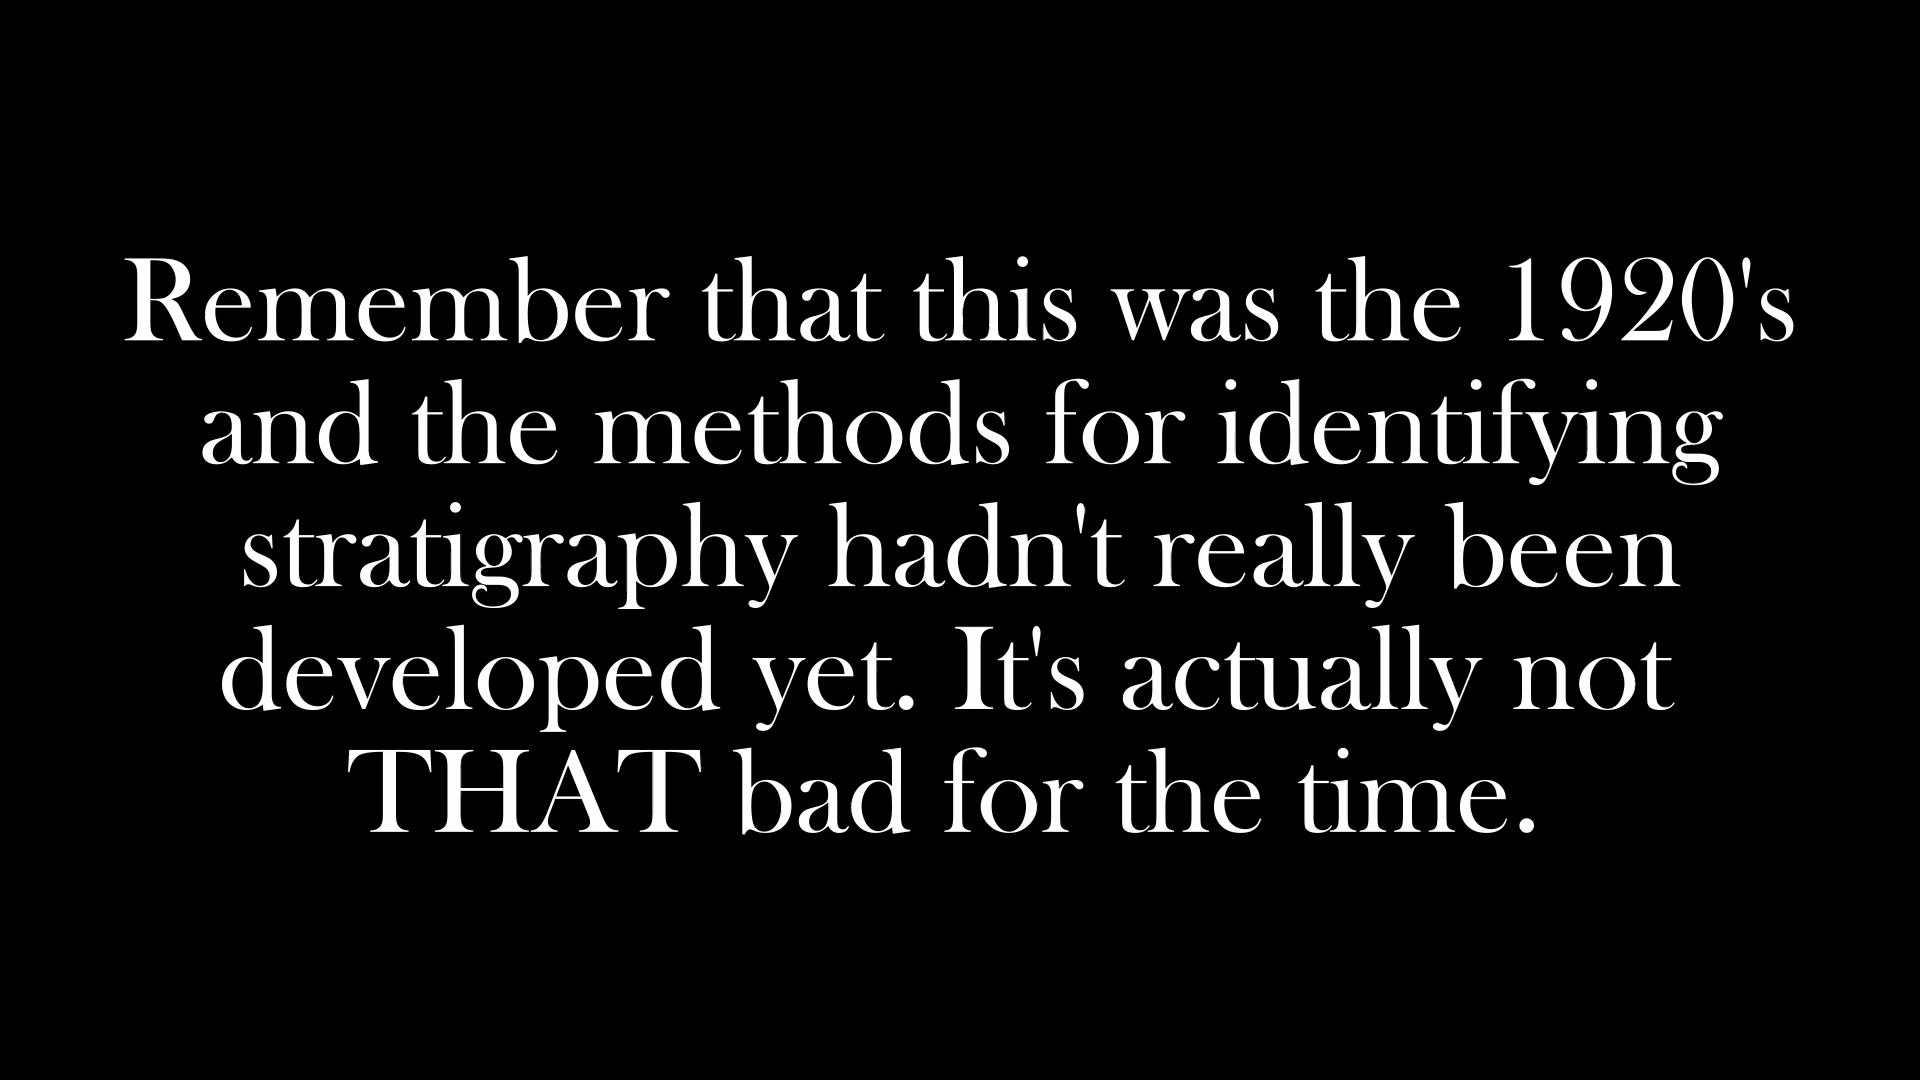 Remember that this was the 1920's
and the methods for identifying
stratigraphy hadn't really been
developed yet. It's actually not
THAT bad for the time.